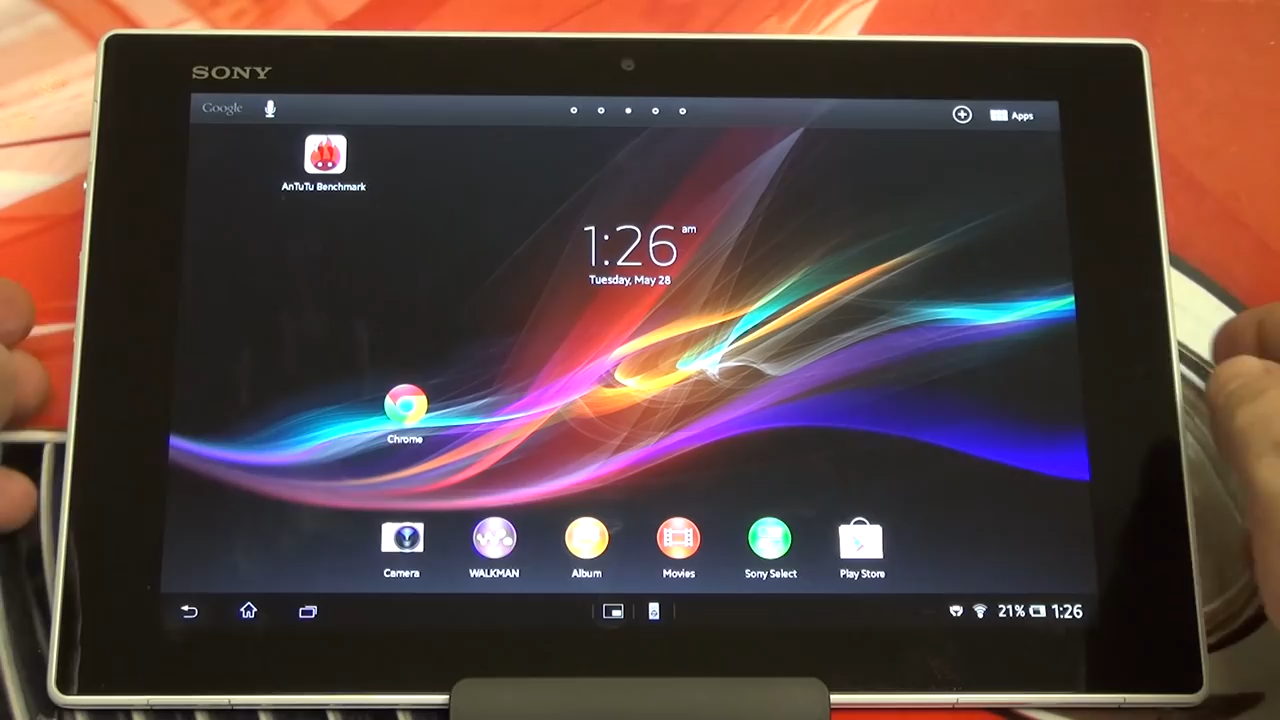 SONY
Google
Apps
AnTuTu Benchmark
1:26 am
Tuesday, May 28
Chrome
Camera
WALKMAN
Album
Movies
Sony Select
Play Store
21%
1:26